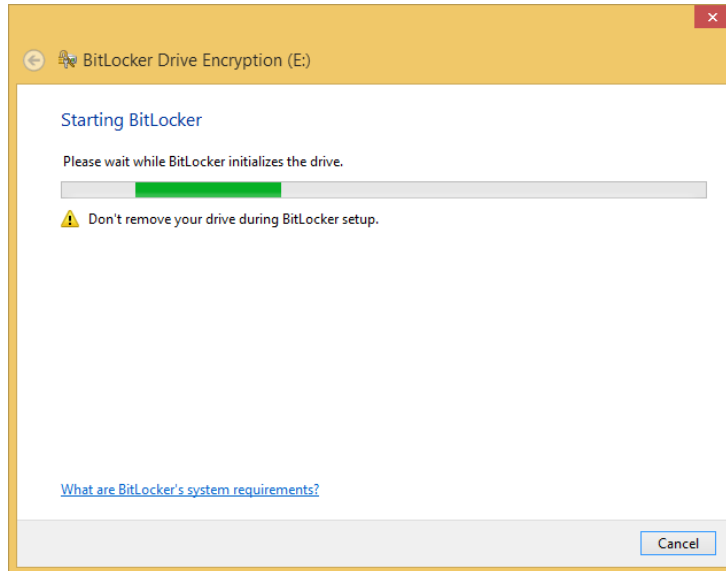 BitLocker Drive Encryption (E:)
Starting BitLocker
Please wait while BitLocker initializes the drive.
Don't remove your drive during BitLocker setup.
What are BitLocker's system requirements?
Cancel